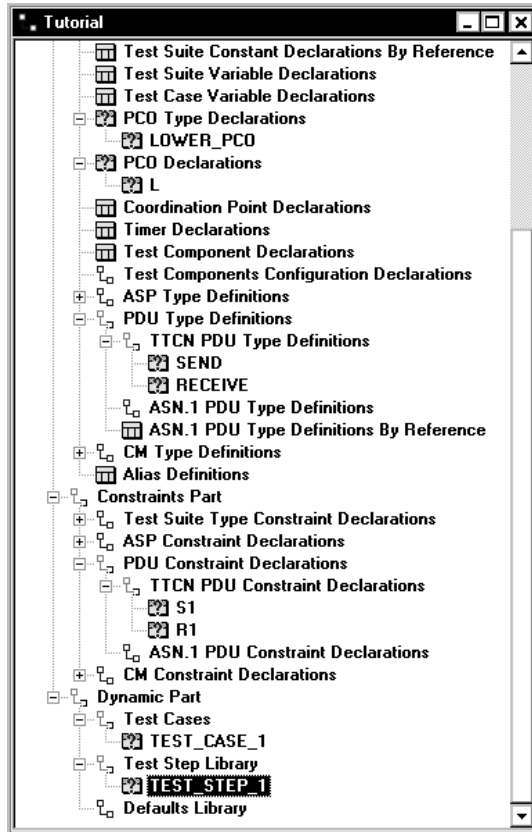 Tutorial
Test Suite Constant Declarations By Reference
Test Suite Variable Declarations
Test Case Variable Declarations
PCO Type Declarations
LOWER_PCO
PCO Declarations
L
Coordination Point Declarations
Timer Declarations
Test Component Declarations
Test Components Configuration Declarations
ASP Type Definitions
PDU Type Definitions
TTCN PDU Type Definitions
SEND
RECEIVE
ASN.1 PDU Type Definitions
ASN.1 PDU Type Definitions By Reference
CM Type Definitions
Alias Definitions
Constraints Part
Test Suite Type Constraint Declarations
ASP Constraint Declarations
PDU Constraint Declarations
TTCN PDU Constraint Declarations
S1
R1
ASN.1 PDU Constraint Declarations
CM Constraint Declarations
Dynamic Part
Test Cases
TEST_CASE_1
Test Step Library
TEST_STEP_1
Defaults Library